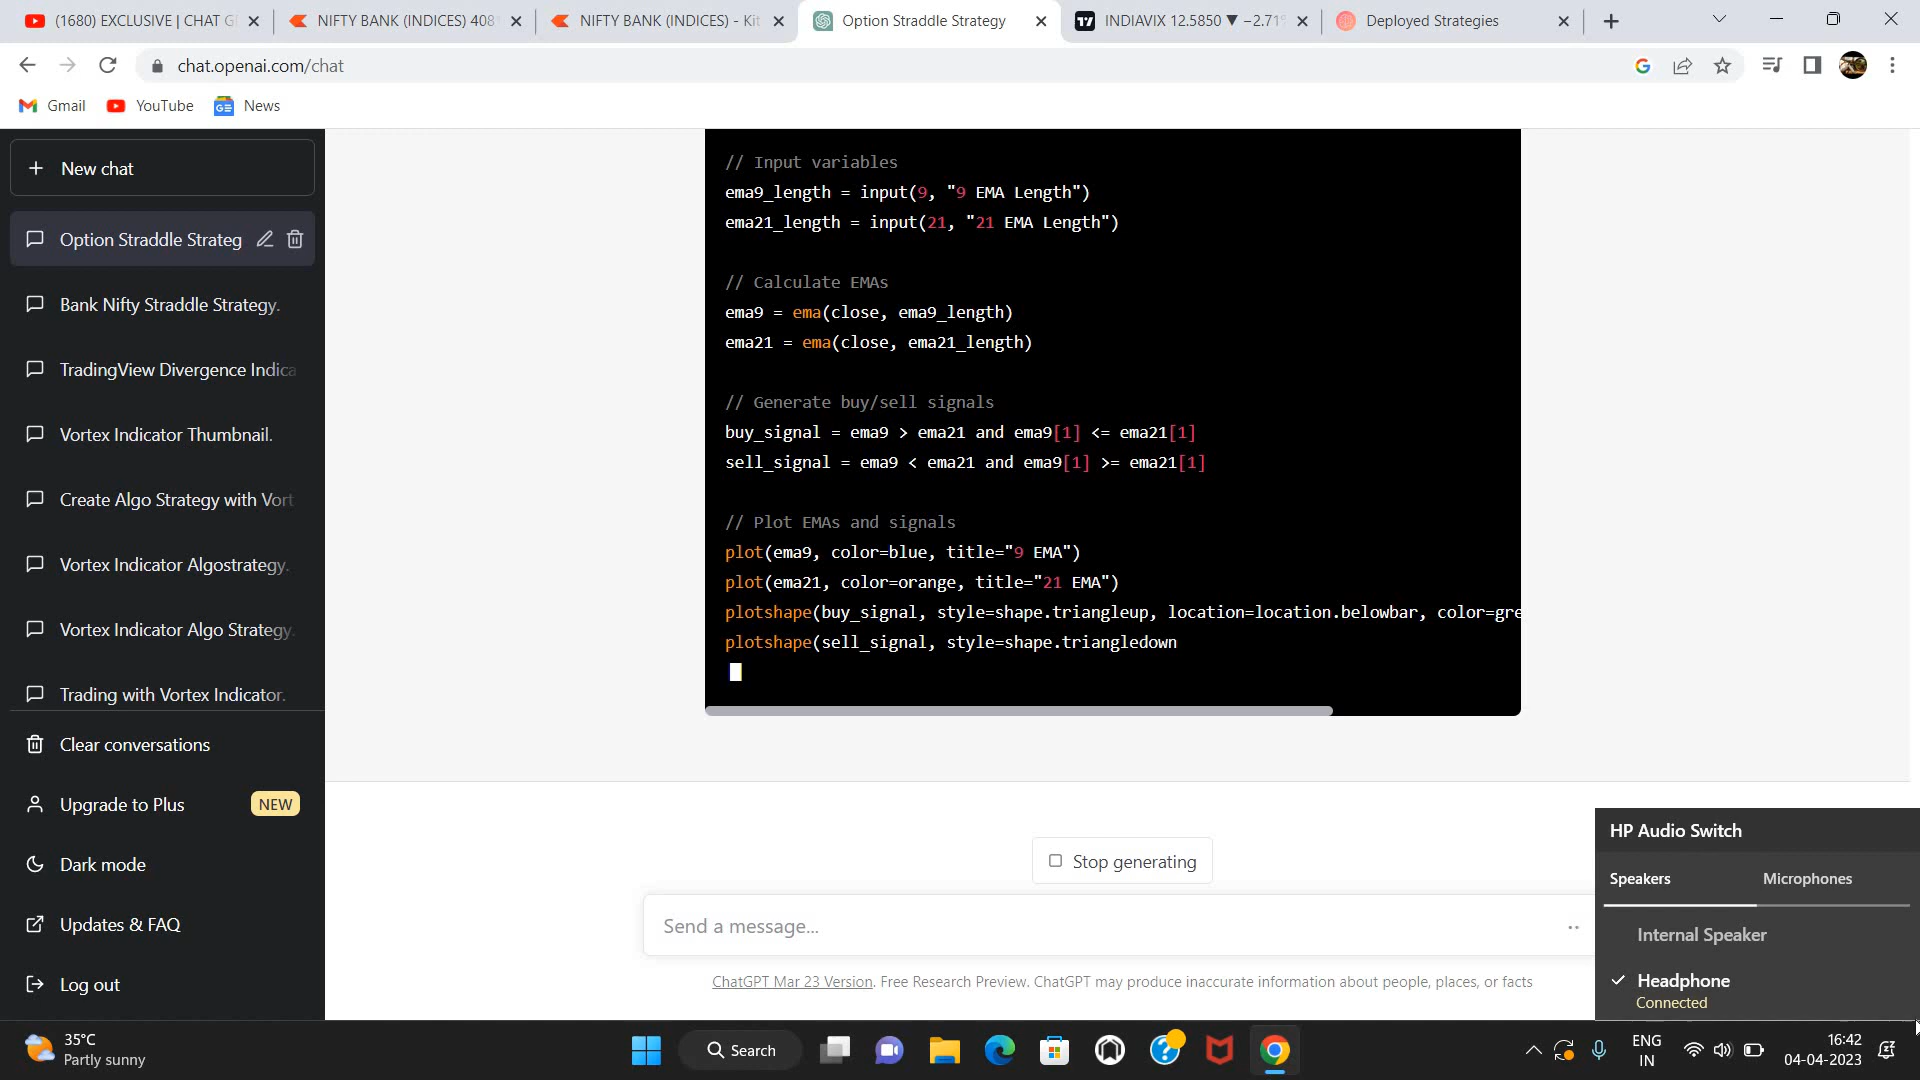 (1680) EXCLUSIVE | CHAT G
NIFTY BANK (INDICES) 408
NIFTY BANK (INDICES) - Kit
Option Straddle Strategy
INDIAVIX 12.5850 ▼ −2.71%
Deployed Strategies
chat.openai.com/chat
Gmail
YouTube
News
New chat
Option Straddle Strateg
Bank Nifty Straddle Strategy.
TradingView Divergence Indica
Vortex Indicator Thumbnail.
Create Algo Strategy with Vort
Vortex Indicator Algostrategy.
Vortex Indicator Algo Strategy.
Trading with Vortex Indicator.
Clear conversations
Upgrade to Plus
NEW
Dark mode
Updates & FAQ
Log out
// Input variables
ema9_length = input(9, "9 EMA Length")
ema21_length = input(21, "21 EMA Length")
// Calculate EMAs
ema9 = ema(close, ema9_length)
ema21 = ema(close, ema21_length)
// Generate buy/sell signals
buy_signal = ema9 > ema21 and ema9[1] <= ema21[1]
sell_signal = ema9 < ema21 and ema9[1] >= ema21[1]
// Plot EMAs and signals
plot(ema9, color=blue, title="9 EMA")
plot(ema21, color=orange, title="21 EMA")
plotshape(buy_signal, style=shape.triangleup, location=location.belowbar, color=gre
plotshape(sell_signal, style=shape.triangledown
Stop generating
Send a message...
ChatGPT Mar 23 Version. Free Research Preview. ChatGPT may produce inaccurate information about people, places, or facts
HP Audio Switch
Speakers
Microphones
Internal Speaker
Headphone
Connected
35°C
Partly sunny
Search
ENG
IN
16:42
04-04-2023